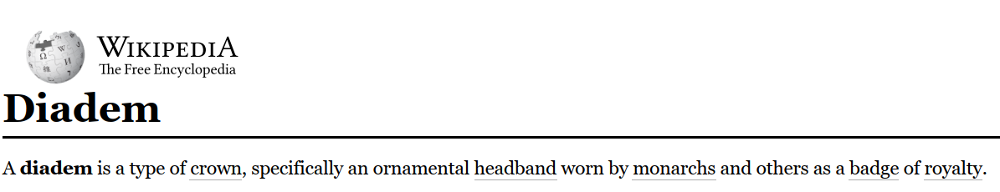 WIKIPEDIA
The Free Encyclopedia
Diadem
A diadem is a type of crown, specifically an ornamental headband worn by monarchs and others as a badge of royalty.